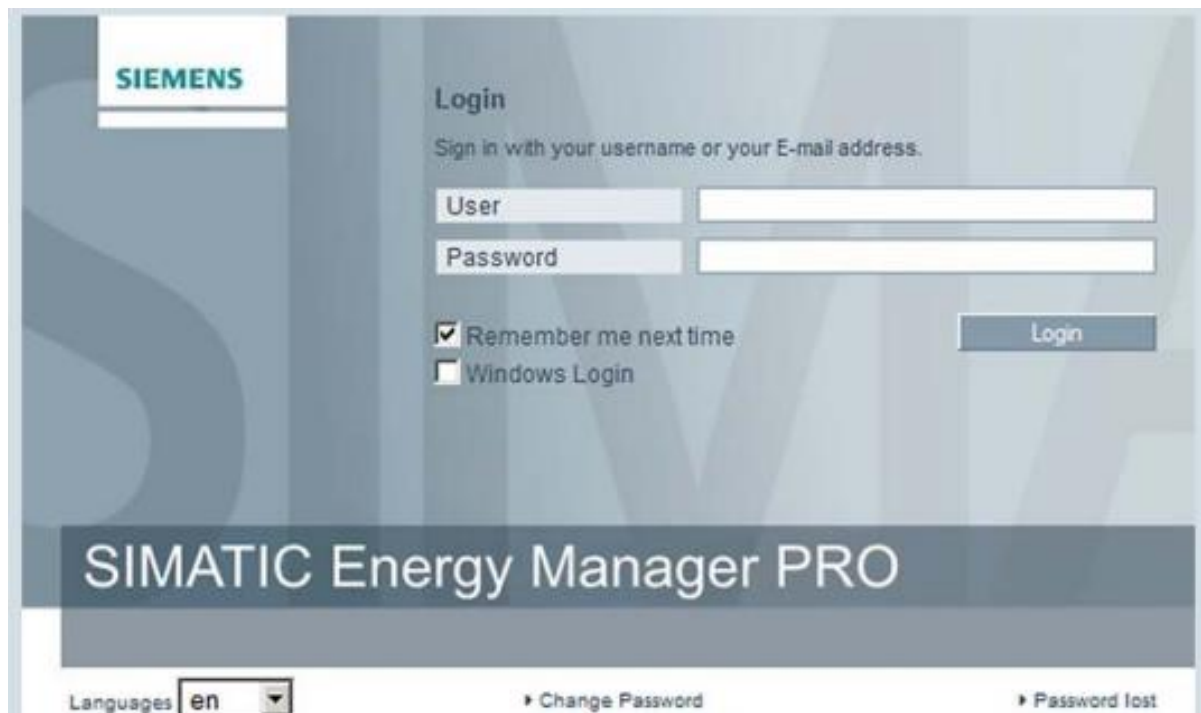 SIEMENS
Login
Sign in with your username or your E-mail address.
User
Password
Remember me next time
Login
Windows Login
SIMATIC Energy Manager PRO
Languages en
Change Password
Password lost